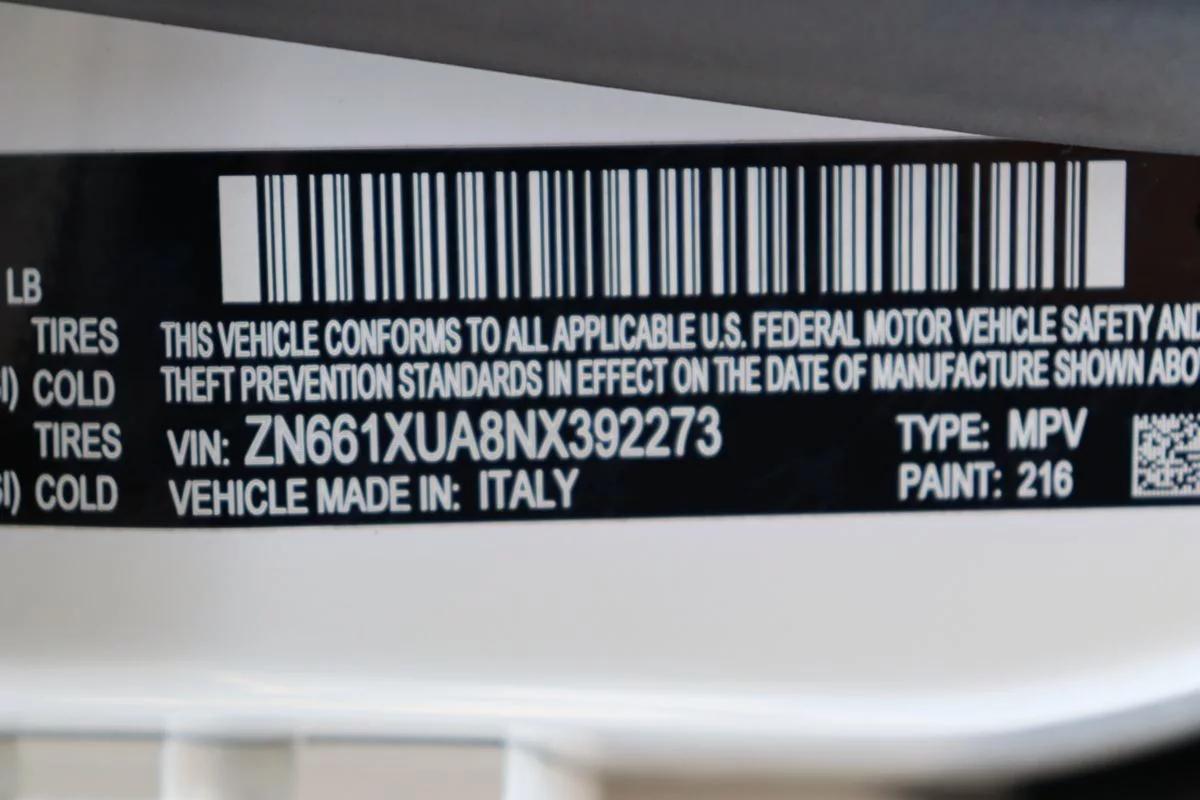 LB
TIRES THIS VEHICLE CONFORMS TO ALL APPLICABLE U.S. FEDERAL MOTOR VEHICLE SAFETY AND
COLD THEFT PREVENTION STANDARDS IN EFFECT ON THE DATE OF MANUFACTURE SHOWN ABO
TIRES VIN: ZN661XUA8NX392273 TYPE: MPV
COLD VEHICLE MADE IN: ITALY PAINT: 216